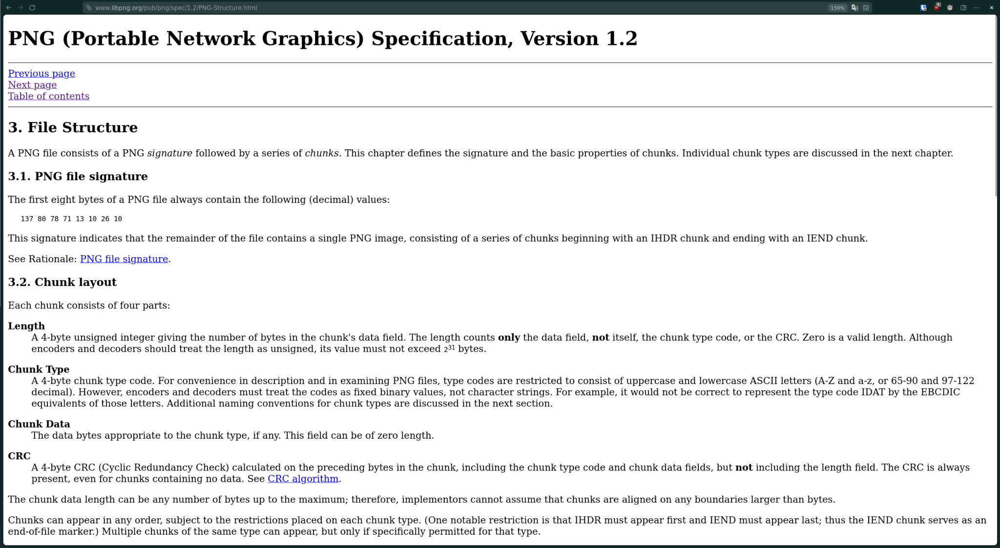 www.libpng.org/pub/png/spec/1.2/PNG-Structure.html
150%
4
PNG (Portable Network Graphics) Specification, Version 1.2
Previous page
Next page
Table of contents
3. File Structure
A PNG file consists of a PNG signature followed by a series of chunks. This chapter defines the signature and the basic properties of chunks. Individual chunk types are discussed in the next chapter.
3.1. PNG file signature
The first eight bytes of a PNG file always contain the following (decimal) values:
137 80 78 71 13 10 26 10
This signature indicates that the remainder of the file contains a single PNG image, consisting of a series of chunks beginning with an IHDR chunk and ending with an IEND chunk.
See Rationale: PNG file signature.
3.2. Chunk layout
Each chunk consists of four parts:
Length
A 4-byte unsigned integer giving the number of bytes in the chunk's data field. The length counts only the data field, not itself, the chunk type code, or the CRC. Zero is a valid length. Although
encoders and decoders should treat the length as unsigned, its value must not exceed 2³¹ bytes.
Chunk Type
A 4-byte chunk type code. For convenience in description and in examining PNG files, type codes are restricted to consist of uppercase and lowercase ASCII letters (A-Z and a-z, or 65-90 and 97-122
decimal). However, encoders and decoders must treat the codes as fixed binary values, not character strings. For example, it would not be correct to represent the type code IDAT by the EBCDIC
equivalents of those letters. Additional naming conventions for chunk types are discussed in the next section.
Chunk Data
The data bytes appropriate to the chunk type, if any. This field can be of zero length.
CRC
A 4-byte CRC (Cyclic Redundancy Check) calculated on the preceding bytes in the chunk, including the chunk type code and chunk data fields, but not including the length field. The CRC is always
present, even for chunks containing no data. See CRC algorithm.
The chunk data length can be any number of bytes up to the maximum; therefore, implementors cannot assume that chunks are aligned on any boundaries larger than bytes.
Chunks can appear in any order, subject to the restrictions placed on each chunk type. (One notable restriction is that IHDR must appear first and IEND must appear last; thus the IEND chunk serves as an
end-of-file marker.) Multiple chunks of the same type can appear, but only if specifically permitted for that type.